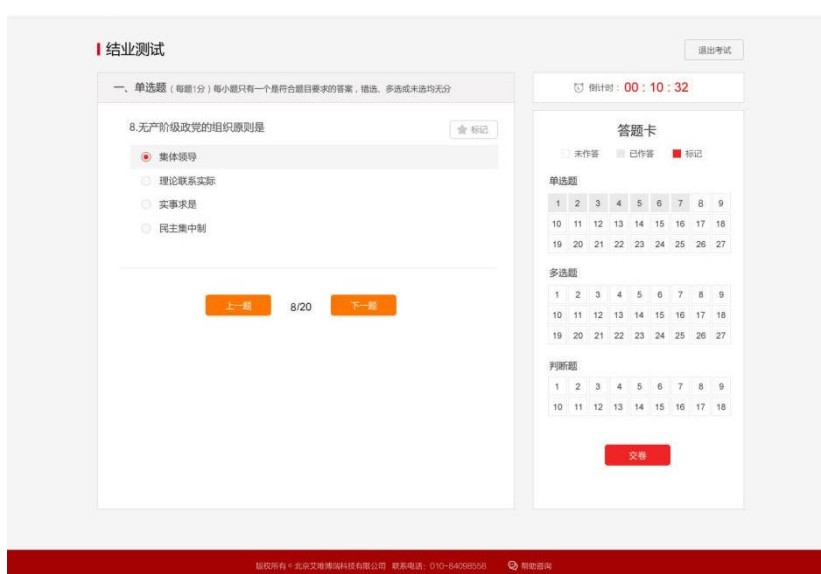 结业测试
退出考试
一、单选题（每题1分）每小题只有一个是符合题目要求的答案，错选、多选或未选均无分
8.无产阶级政党的组织原则是
标记
集体领导
理论联系实际
实事求是
民主集中制
上一题 8/20 下一题
倒计时：00：10：32
答题卡
未作答 已作答 标记
单选题
1 2 3 4 5 6 7 8 9
10 11 12 13 14 15 16 17 18
19 20 21 22 23 24 25 26 27
多选题
1 2 3 4 5 6 7 8 9
10 11 12 13 14 15 16 17 18
19 20 21 22 23 24 25 26 27
判断题
1 2 3 4 5 6 7 8 9
10 11 12 13 14 15 16 17 18
交卷
版权所有©北京艾唯博瑞科技有限公司 联系电话：010-84098558 帮助咨询